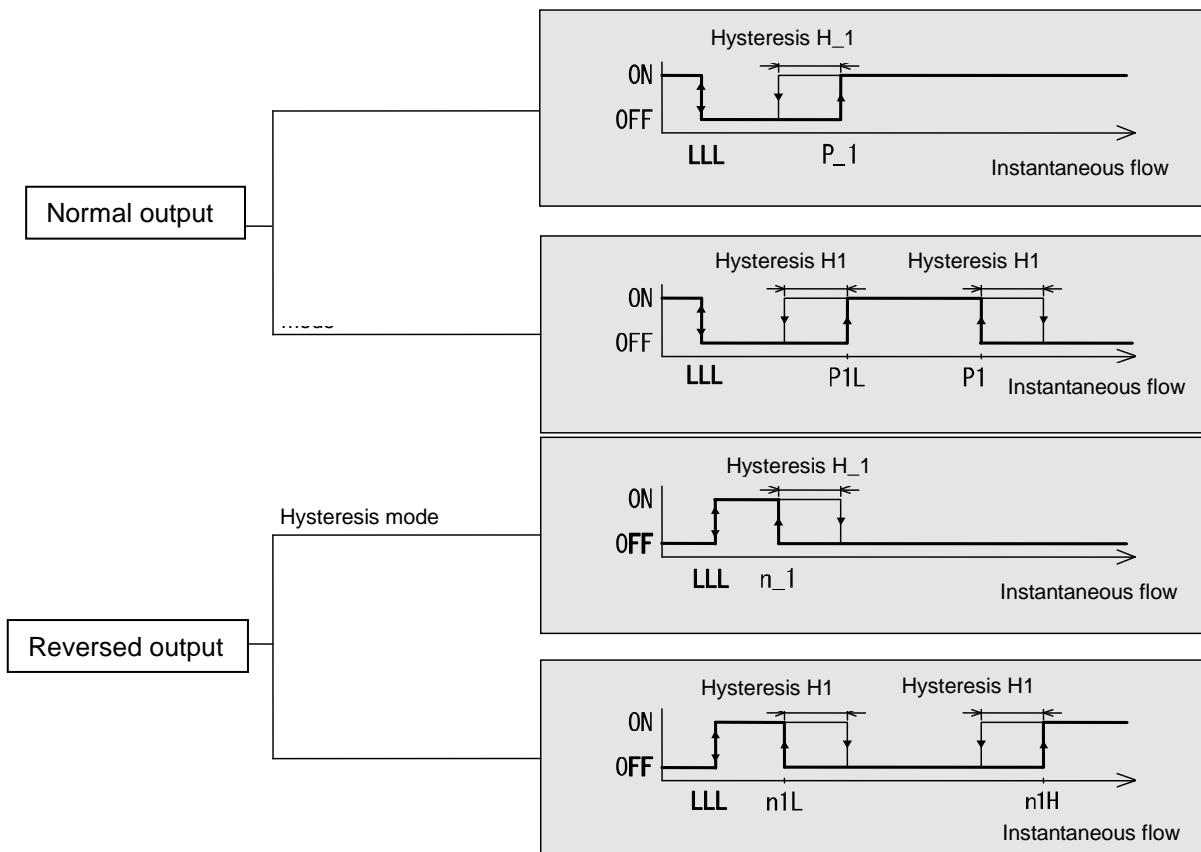 Hysteresis H_1
ON
OFF
LLL P_1
Instantaneous flow
Normal output
Hysteresis H1 Hysteresis H1
ON
OFF
LLL P1L P1
Instantaneous flow
Hysteresis mode
Hysteresis H_1
ON
OFF
LLL n_1
Instantaneous flow
Reversed output
Hysteresis H1 Hysteresis H1
ON
OFF
LLL n1L n1H
Instantaneous flow